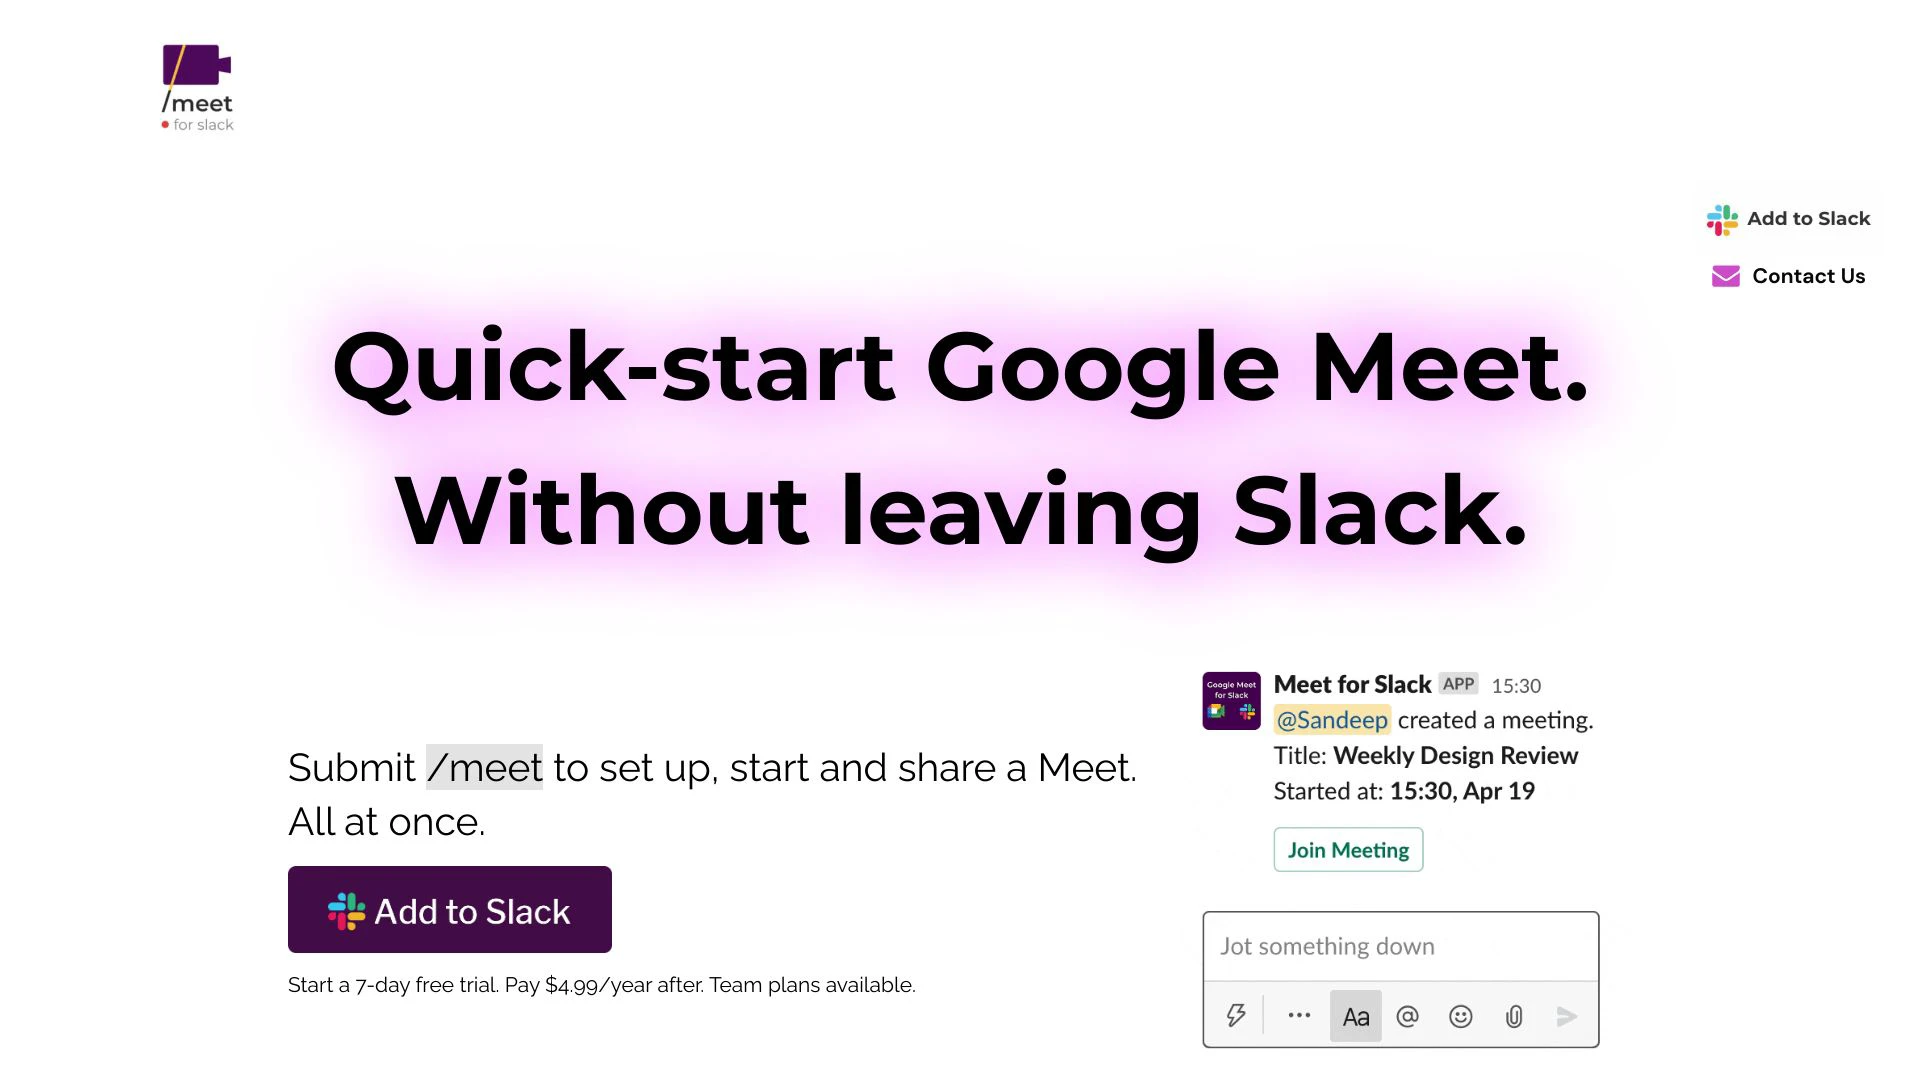 /meet
for slack
Add to Slack
Contact Us
Quick-start Google Meet.
Without leaving Slack.
Submit /meet to set up, start and share a Meet.
All at once.
Add to Slack
Start a 7-day free trial. Pay $4.99/year after. Team plans available.
Google Meet
for Slack
Meet for Slack APP 15:30
@Sandeep created a meeting.
Title: Weekly Design Review
Started at: 15:30, Apr 19
Join Meeting
Jot something down
Aa @